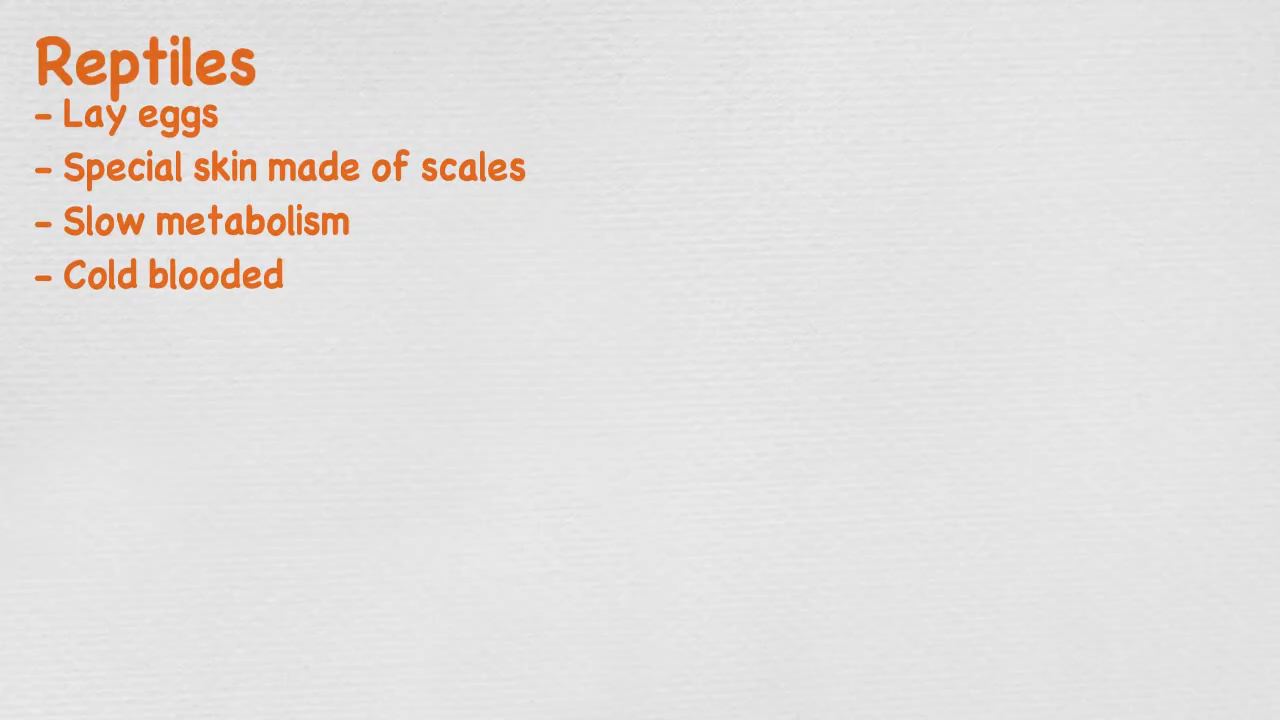 Reptiles
- Lay eggs
- Special skin made of scales
- Slow metabolism
- Cold blooded